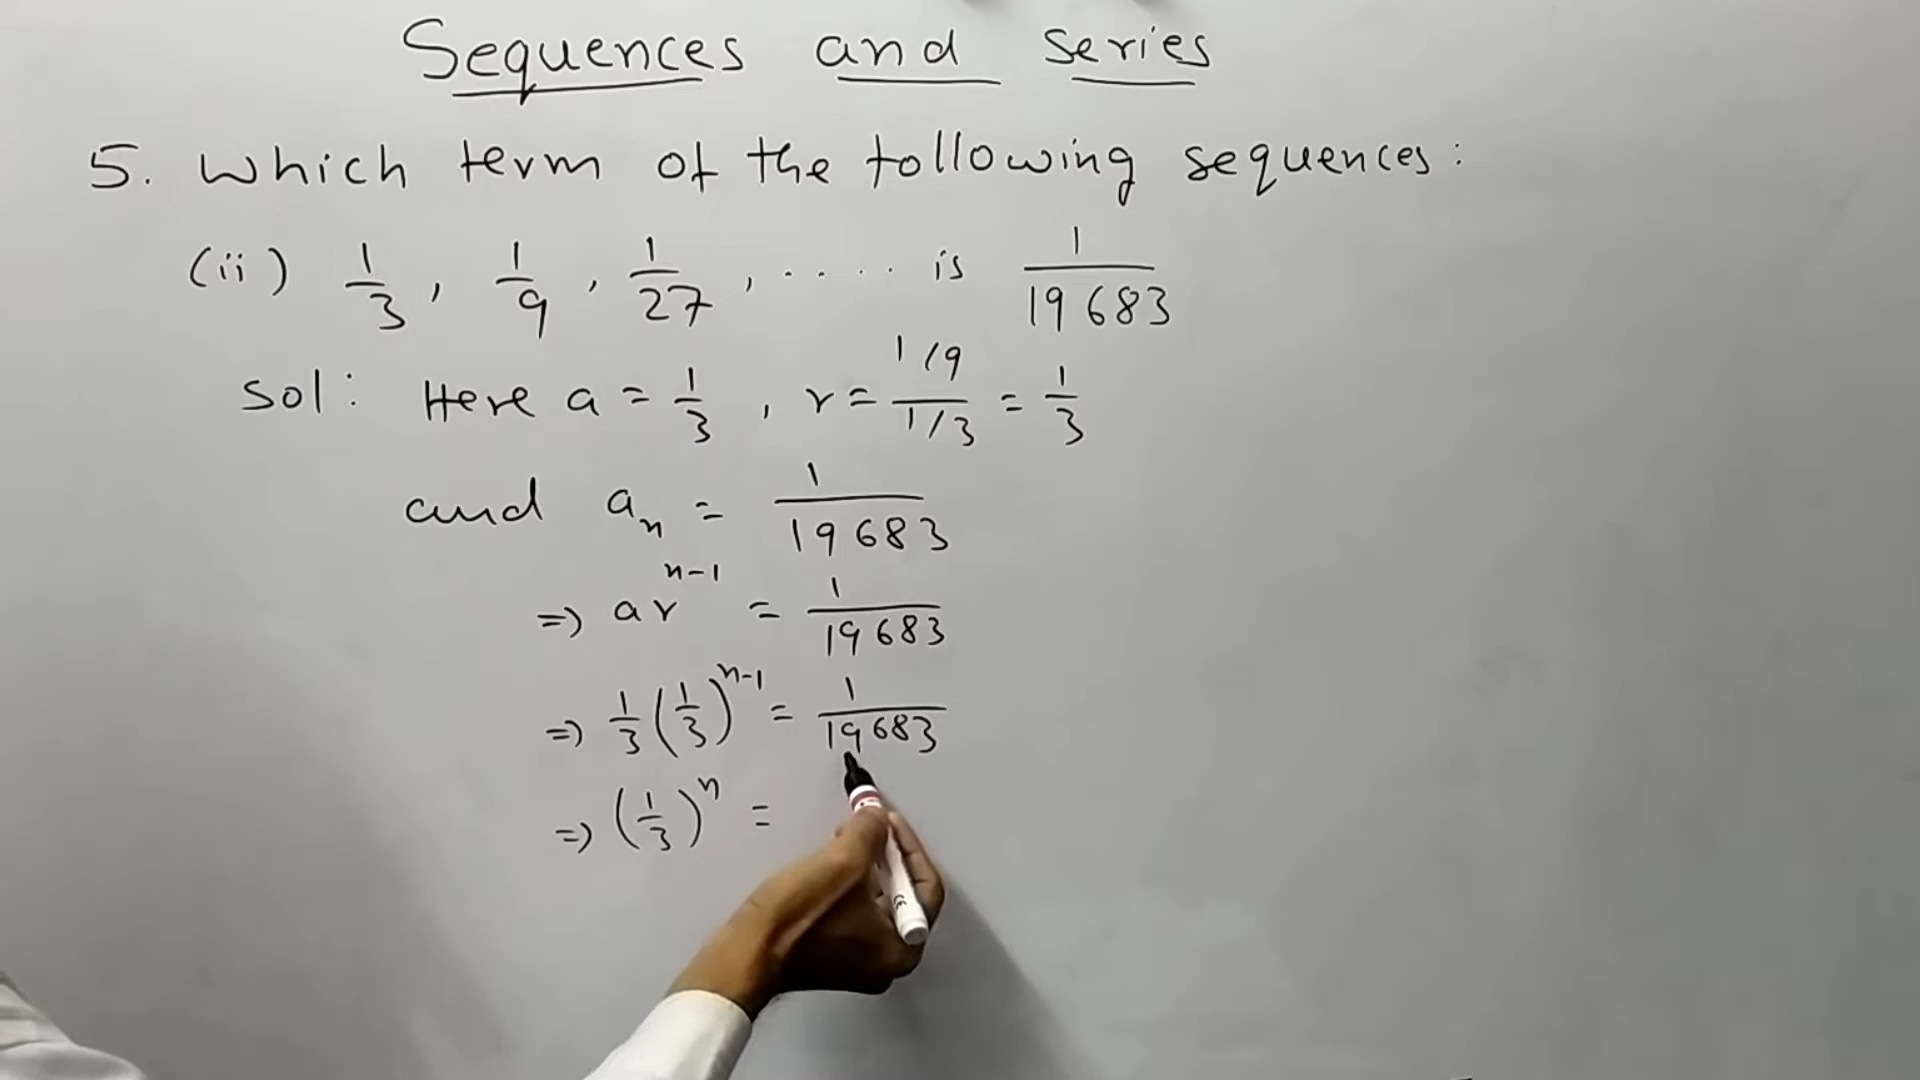 Sequences and series
5. Which term of the following sequences:
(ii) 1/3, 1/9, 1/27, ..... is 1/19683
Sol: Here a = 1/3, r = (1/9)/(1/3) = 1/3
and aₙ = 1/19683
=> ar^(n-1) = 1/19683
=> 1/3 (1/3)^(n-1) = 1/19683
=> (1/3)^n =